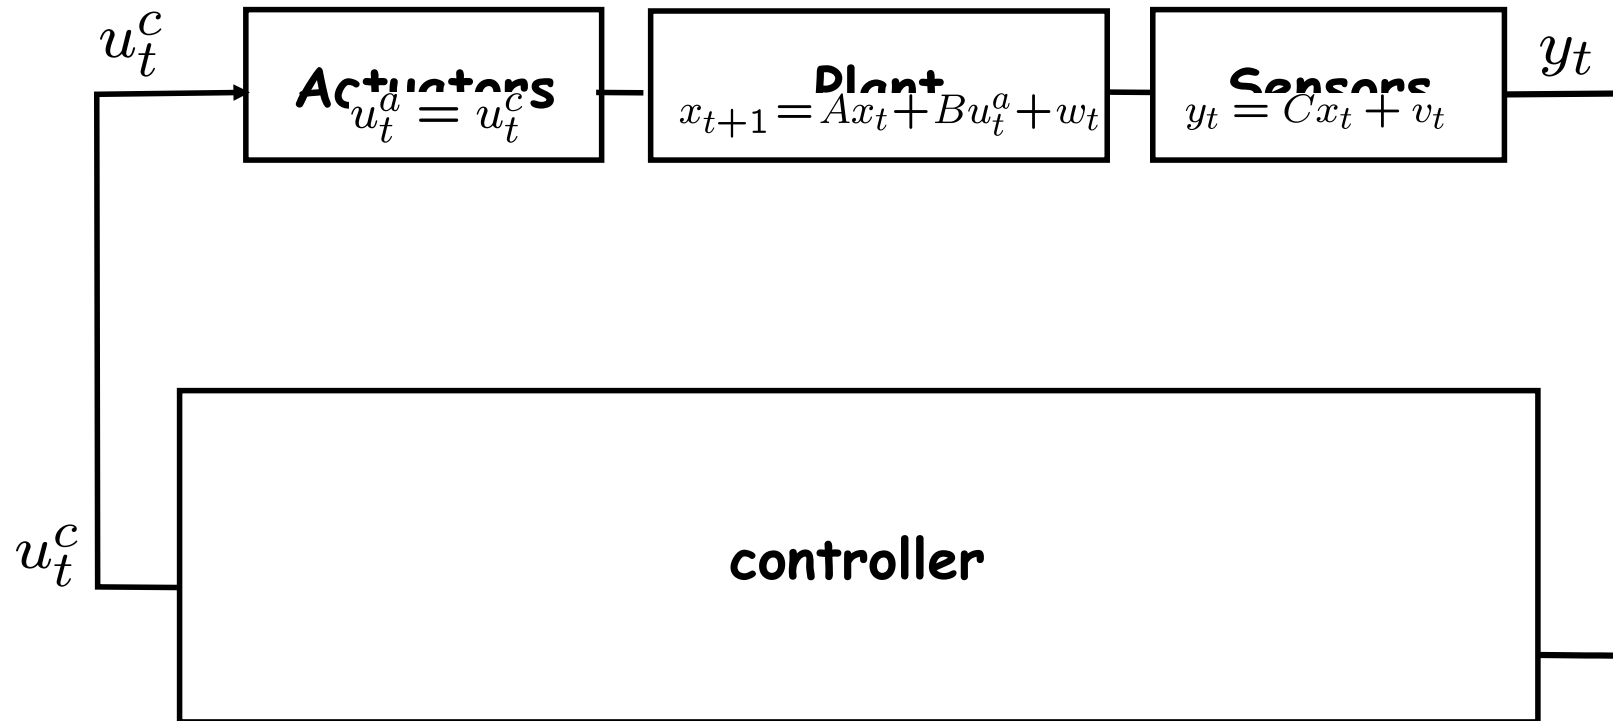 u_t^c
Actuators
u_t^a = u_t^c
Plant
x_{t+1} = Ax_t + Bu_t^a + w_t
Sensors
y_t = Cx_t + v_t
y_t
u_t^c
controller